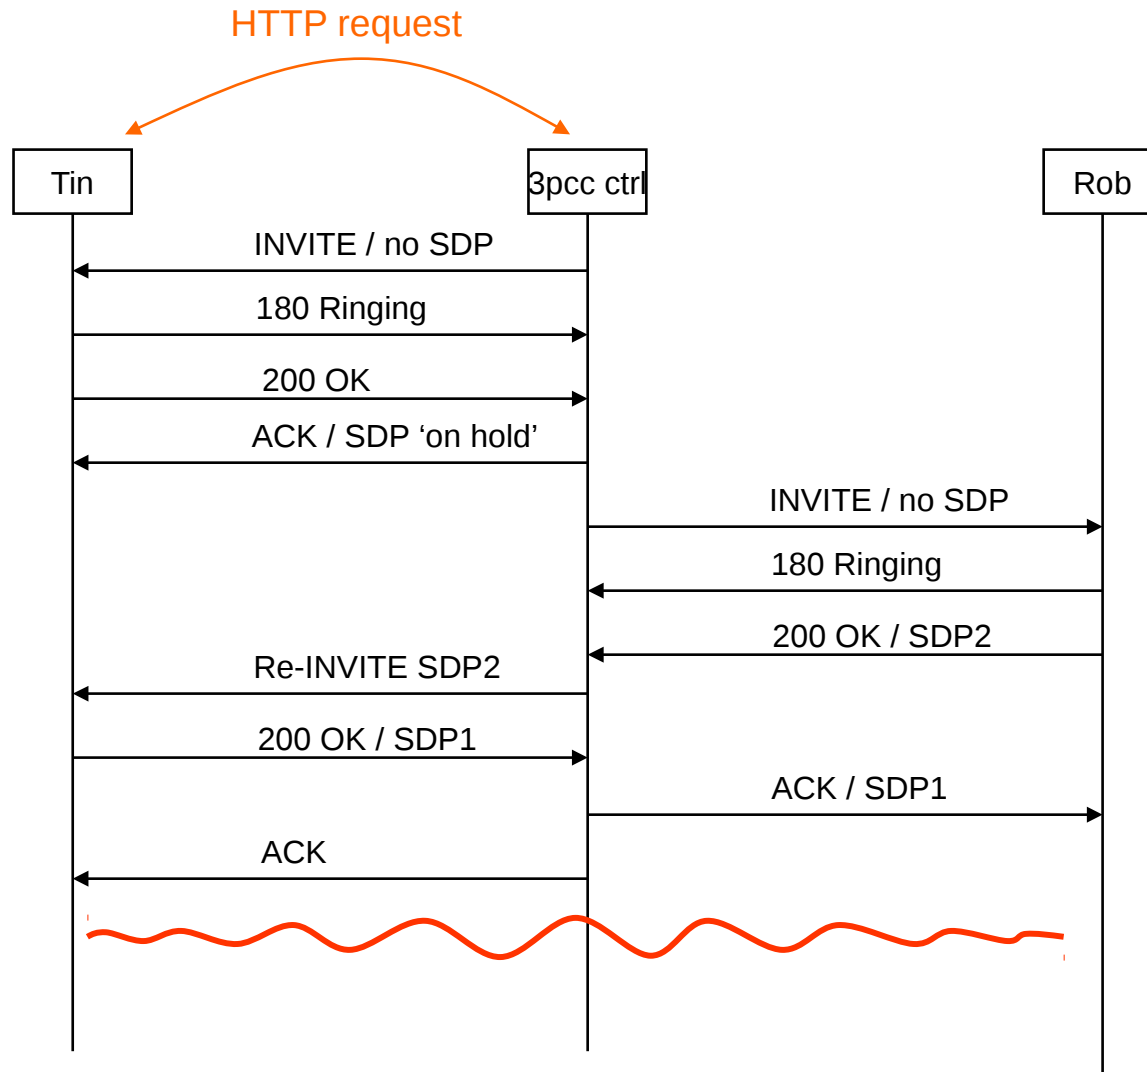 HTTP request
Tin
3pcc ctrl
Rob
INVITE / no SDP
180 Ringing
200 OK
ACK / SDP ‘on hold’
INVITE / no SDP
180 Ringing
200 OK / SDP2
Re-INVITE SDP2
200 OK / SDP1
ACK / SDP1
ACK